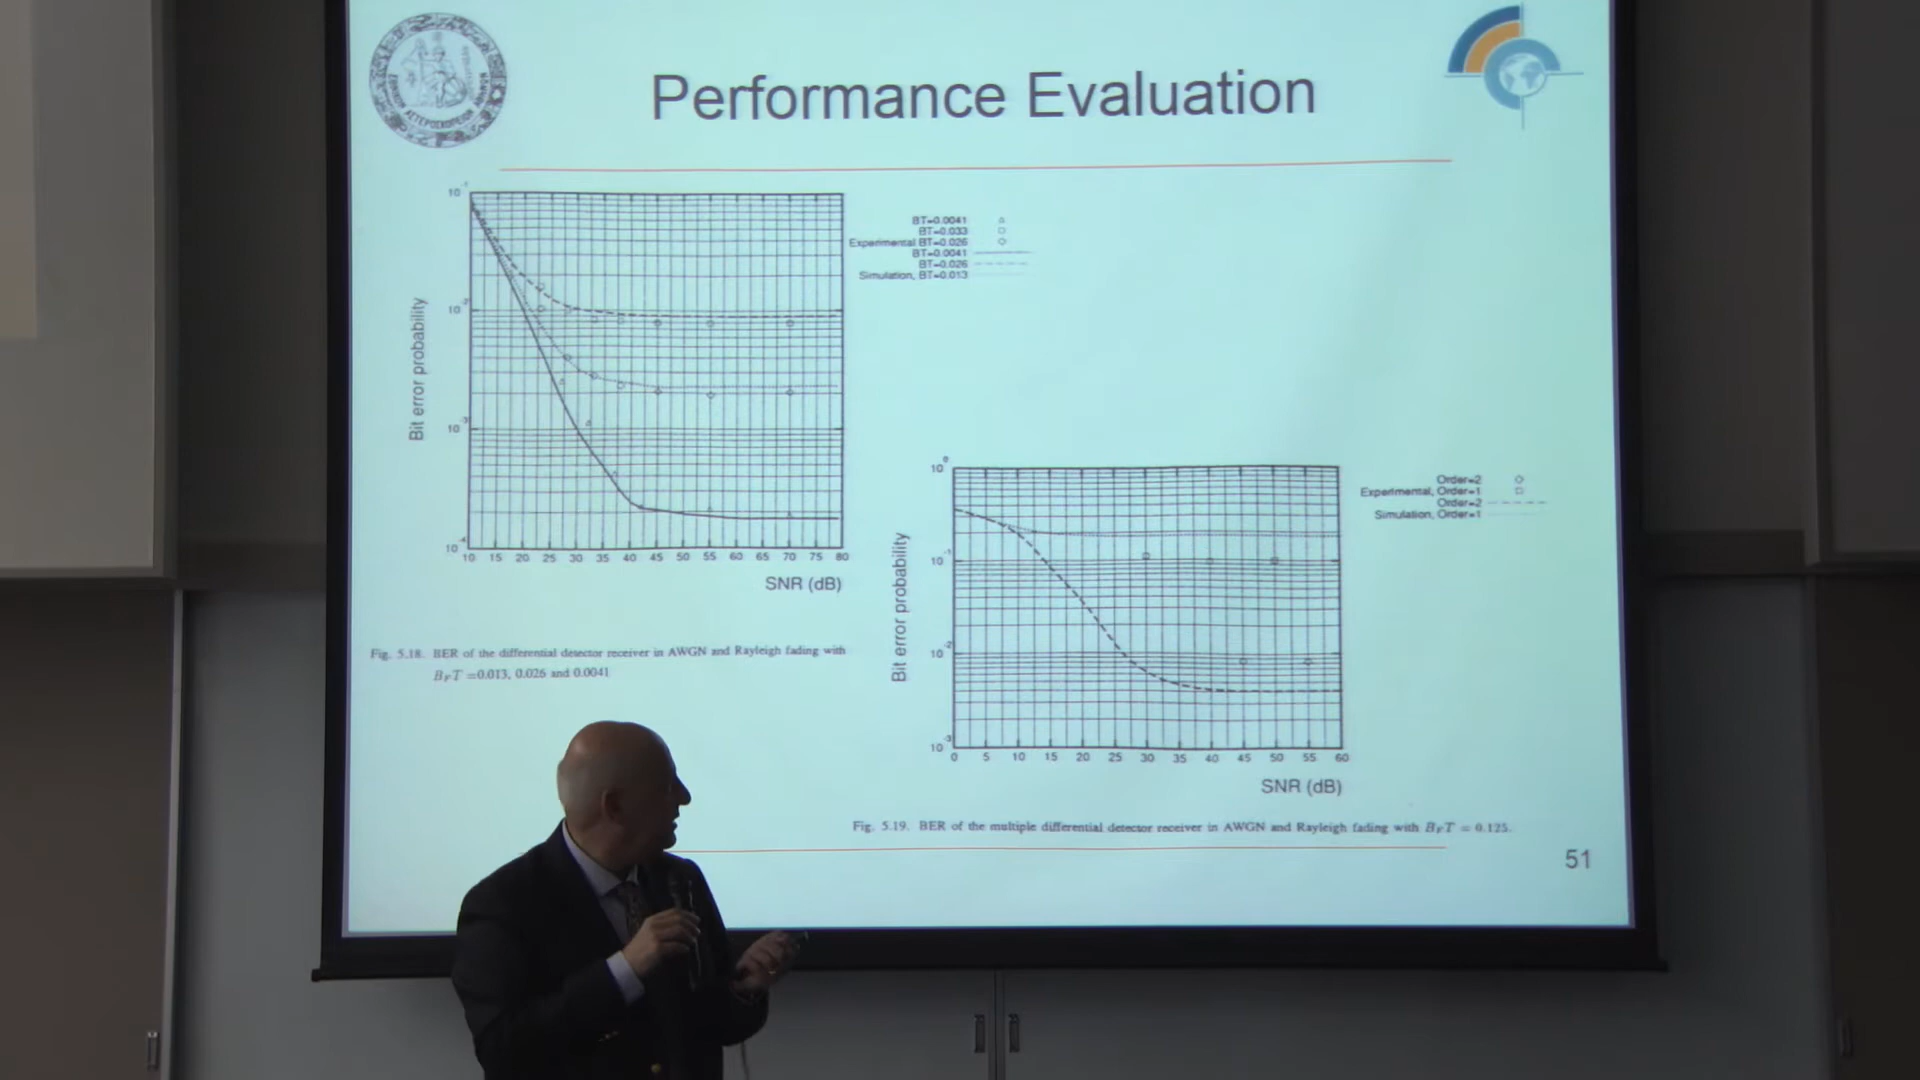 Performance Evaluation
ΑΣΤΕΡΟΣΚΟΠΕΙΟΝ
10⁻¹
10⁻²
10⁻³
10⁻⁴
Bit error probability
10 15 20 25 30 35 40 45 50 55 60 65 70 75 80
SNR (dB)
BT=0.0041
BT=0.033
Experimental BT=0.026
BT=0.0041
BT=0.026
Simulation, BT=0.013
Fig. 5.18. BER of the differential detector receiver in AWGN and Rayleigh fading with
B_F T =0.013, 0.026 and 0.0041
10⁰
10⁻¹
10⁻²
10⁻³
Bit error probability
0 5 10 15 20 25 30 35 40 45 50 55 60
SNR (dB)
Order=2
Experimental, Order=1
Order=2
Simulation, Order=1
Fig. 5.19. BER of the multiple differential detector receiver in AWGN and Rayleigh fading with B_F T = 0.125.
51